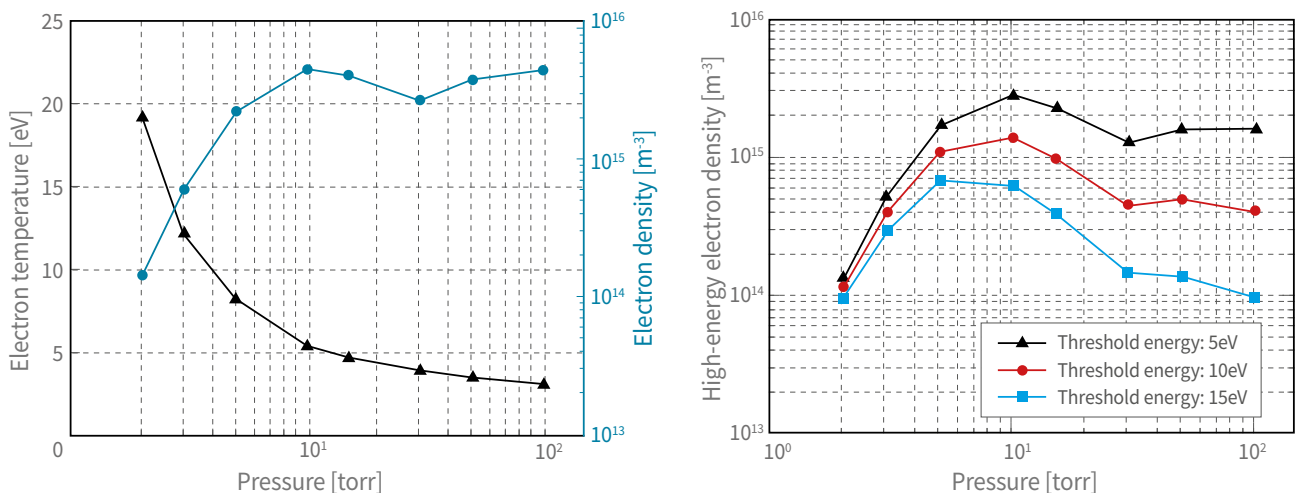 Electron temperature [eV]
25
20
15
10
5
0
10¹
10²
Pressure [torr]
10¹⁶
10¹⁵
10¹⁴
10¹³
Electron density [m⁻³]
High-energy electron density [m⁻³]
10¹⁶
10¹⁵
10¹⁴
10¹³
10⁰
10¹
10²
Pressure [torr]
Threshold energy: 5eV
Threshold energy: 10eV
Threshold energy: 15eV